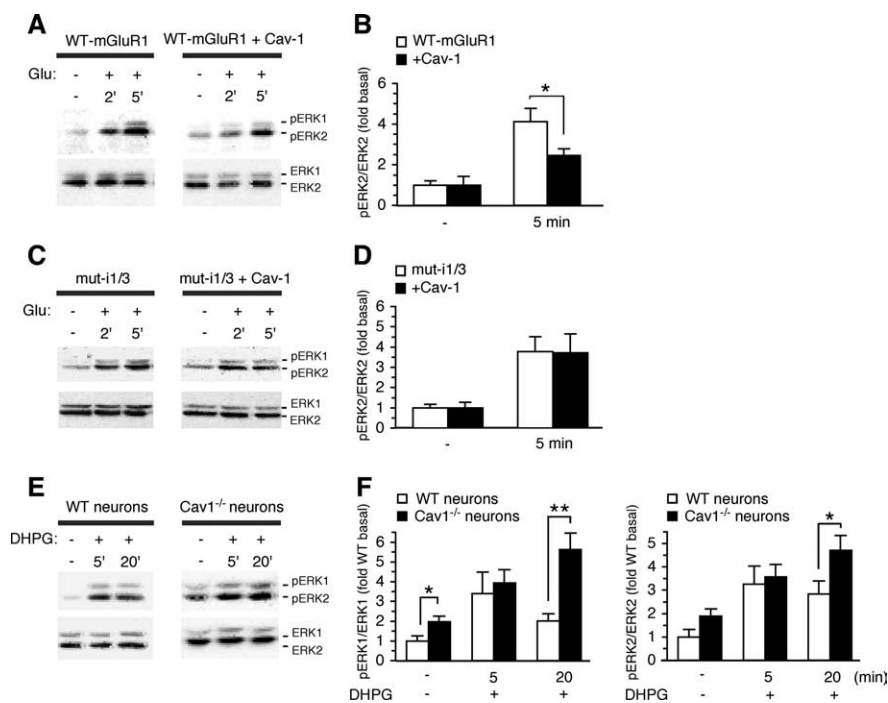 A
WT-mGluR1
WT-mGluR1 + Cav-1
Glu: - + + - + +
- 2' 5' - 2' 5'
pERK1
pERK2
ERK1
ERK2
B
WT-mGluR1
+Cav-1
pERK2/ERK2 (fold basal)
6
4
2
0
*
- 5 min
C
mut-i1/3
mut-i1/3 + Cav-1
Glu: - + + - + +
- 2' 5' - 2' 5'
pERK1
pERK2
ERK1
ERK2
D
mut-i1/3
+Cav-1
pERK2/ERK2 (fold basal)
6
5
4
3
2
1
0
- 5 min
E
WT neurons
Cav1-/- neurons
DHPG: - + + - + +
- 5' 20' - 5' 20'
pERK1
pERK2
ERK1
ERK2
F
WT neurons
Cav1-/- neurons
pERK1/ERK1 (fold WT basal)
7
6
5
4
3
2
1
0
*
**
- 5 20
DHPG - + +
WT neurons
Cav1-/- neurons
pERK2/ERK2 (fold WT basal)
6
5
4
3
2
1
0
*
- 5 20 (min)
DHPG - + +